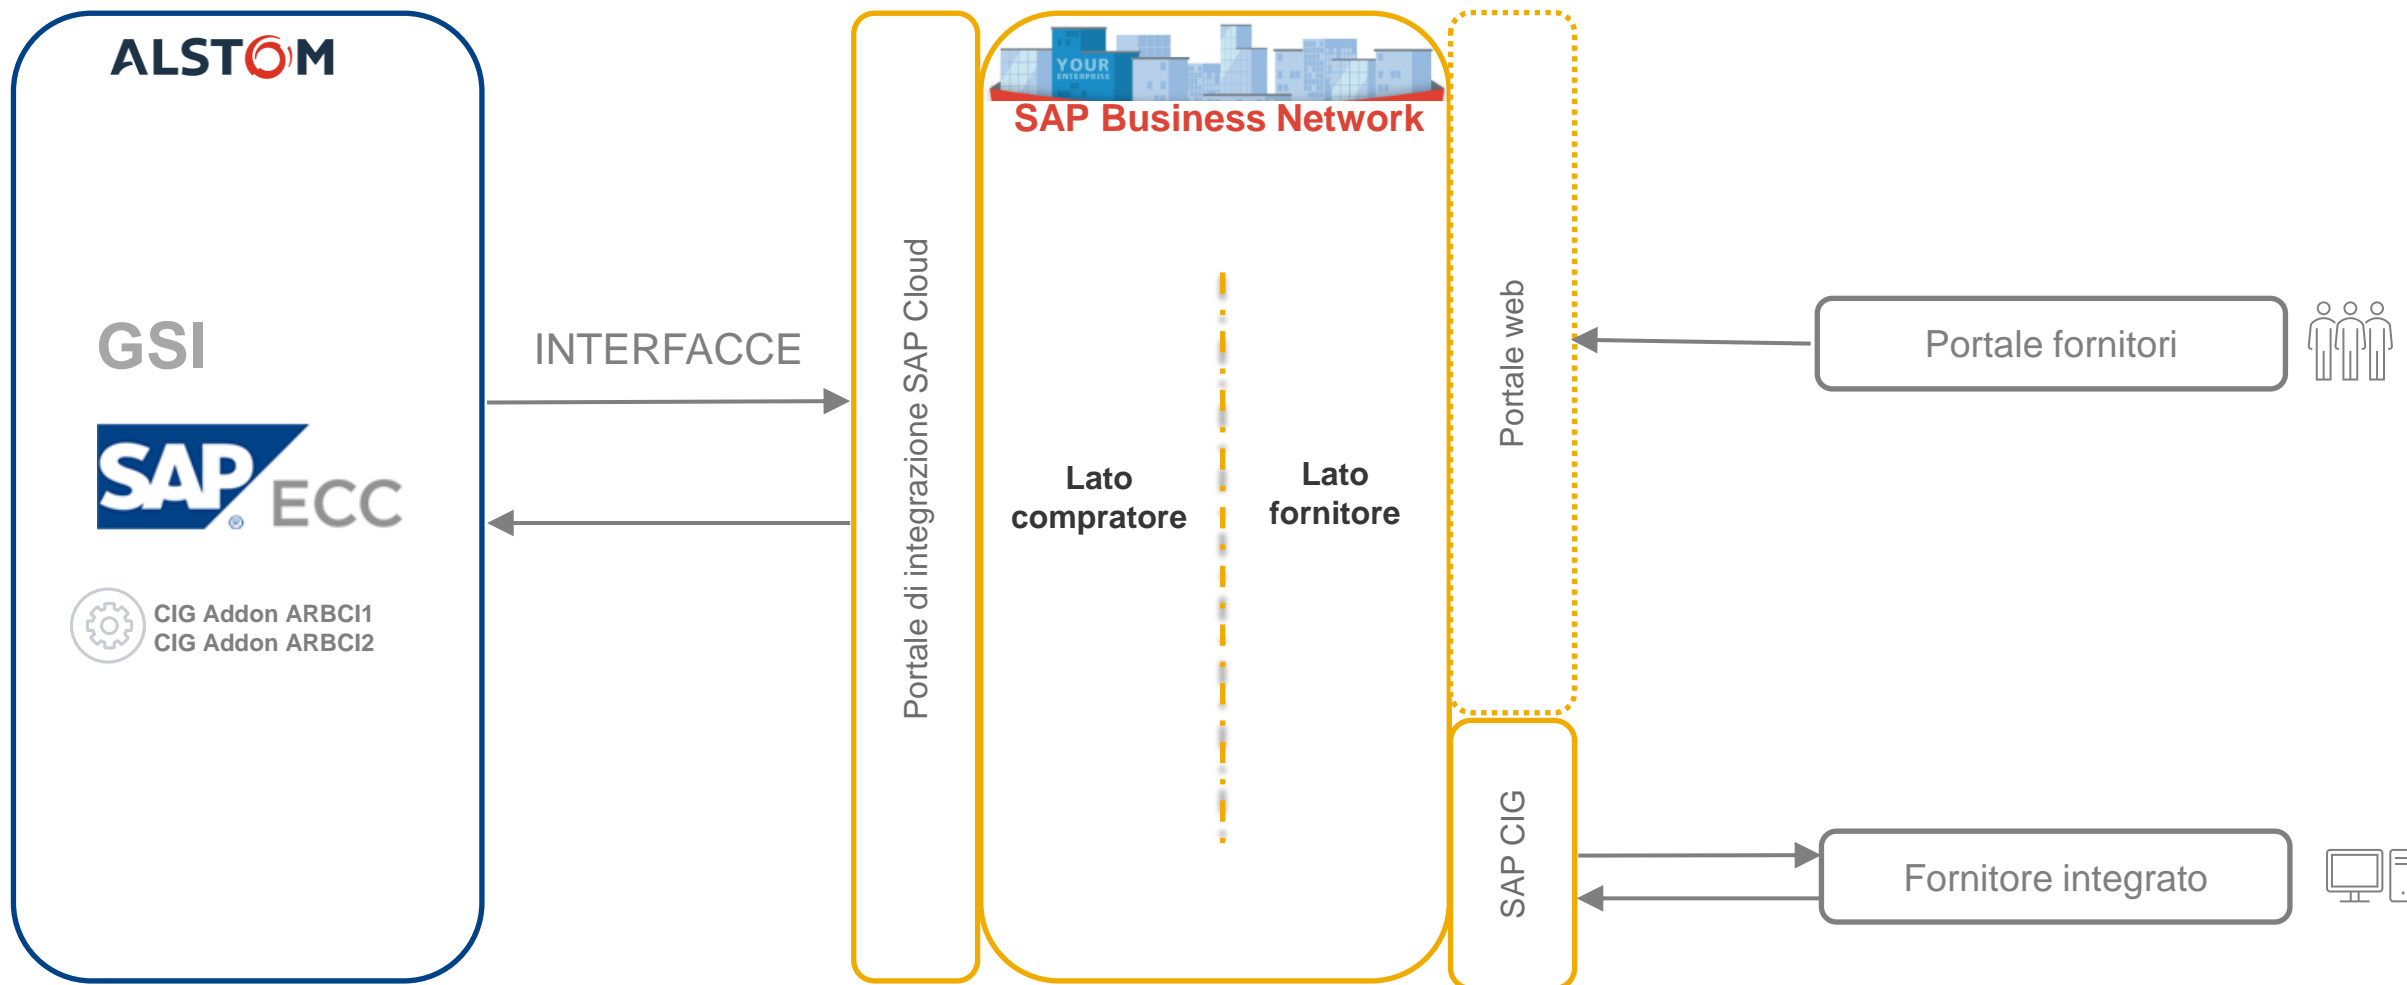 ALSTOM
GSI
SAP
®
ECC
CIG Addon ARBCI1
CIG Addon ARBCI2
INTERFACCE
Portale di integrazione SAP Cloud
YOUR
ENTERPRISE
SAP Business Network
Lato
compratore
Lato
fornitore
Portale web
SAP CIG
Portale fornitori
Fornitore integrato